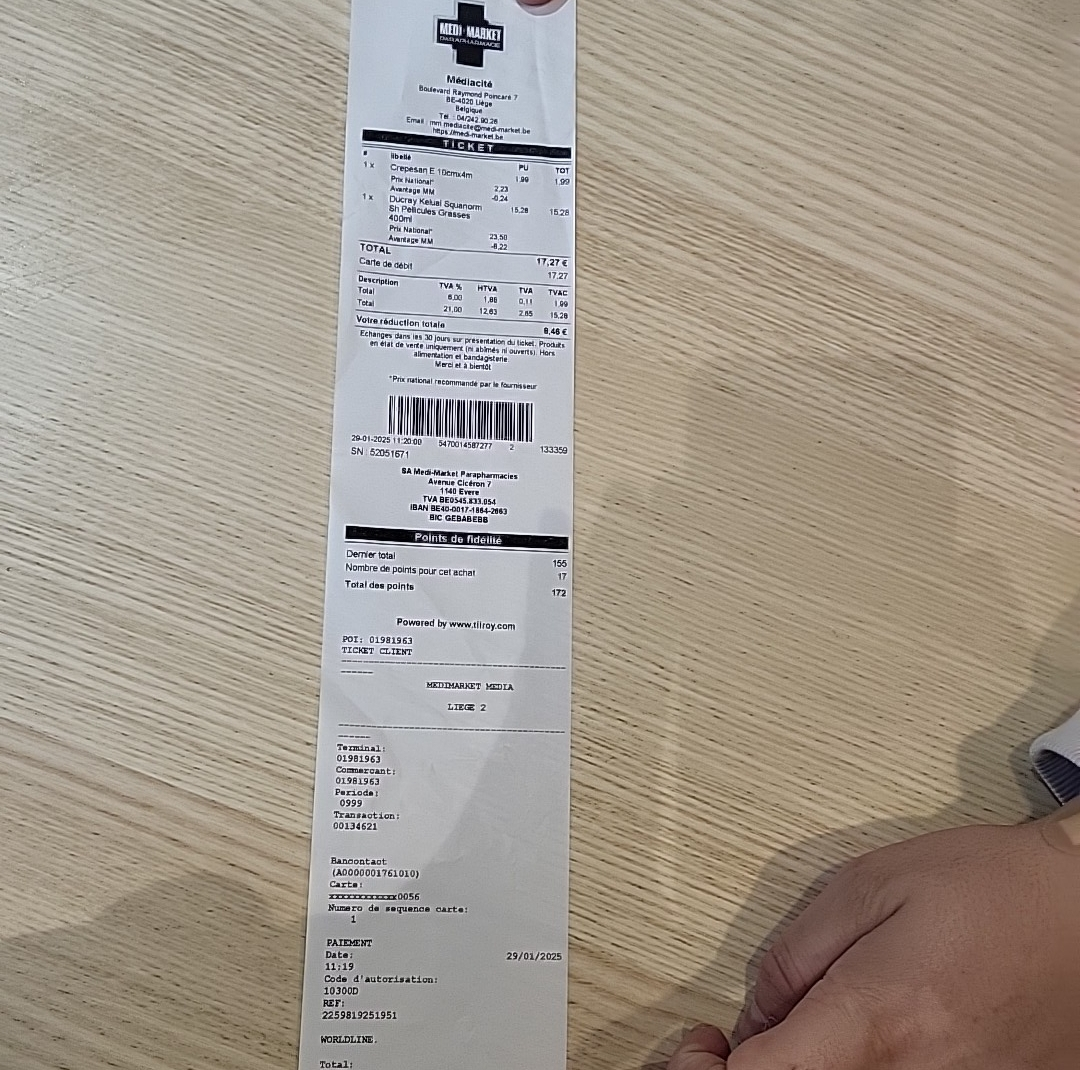 MEDI-MARKET
PARAPHARMACIE
Médiacité
Boulevard Raymond Poincaré 7
BE-4020 Liège
Belgique
Tel : 04/242.90.26
Email : mm.mediacite@medi-market.be
https://medi-market.be
TICKET
# libellé PU TOT
1 x Crepesan E 10cmx4m 1,99 1,99
Prix National* 2,23
Avantage MM -0,24
1 x Ducray Kelual Squanorm 15,28 15,28
Sh Pellicules Grasses
400ml
Prix National* 23,50
Avantage MM -8,22
TOTAL 17,27 €
Carte de débit 17,27
Description TVA % HTVA TVA TVAC
Total 6,00 1,88 0,11 1,99
Total 21,00 12,63 2,65 15,28
Votre réduction totale 8,46 €
Echanges dans les 30 jours sur présentation du ticket. Produits
en état de vente uniquement (ni abîmés ni ouverts). Hors
alimentation et bandagisterie.
Merci et à bientôt
*Prix national recommandé par le fournisseur
29-01-2025 11:20:00 5470014587277 2 133359
SN : 52051671
SA Medi-Market Parapharmacies
Avenue Cicéron 7
1140 Evere
TVA BE0545.833.054
IBAN BE40-0017-1864-2663
BIC GEBABEBB
Points de fidélité
Dernier total 155
Nombre de points pour cet achat 17
Total des points 172
Powered by www.tilroy.com
POI: 01981963
TICKET CLIENT
MEDIMARKET MEDIA
LIEGE 2
Terminal:
01981963
Commercant:
01981963
Periode:
0999
Transaction:
00134621
Bancontact
(A0000001761010)
Carte:
xxxxxxxxxxxxx0056
Numero de sequence carte:
1
PAIEMENT
Date: 29/01/2025
11:19
Code d'autorisation:
10300D
REF:
2259819251951
WORLDLINE.
Total: